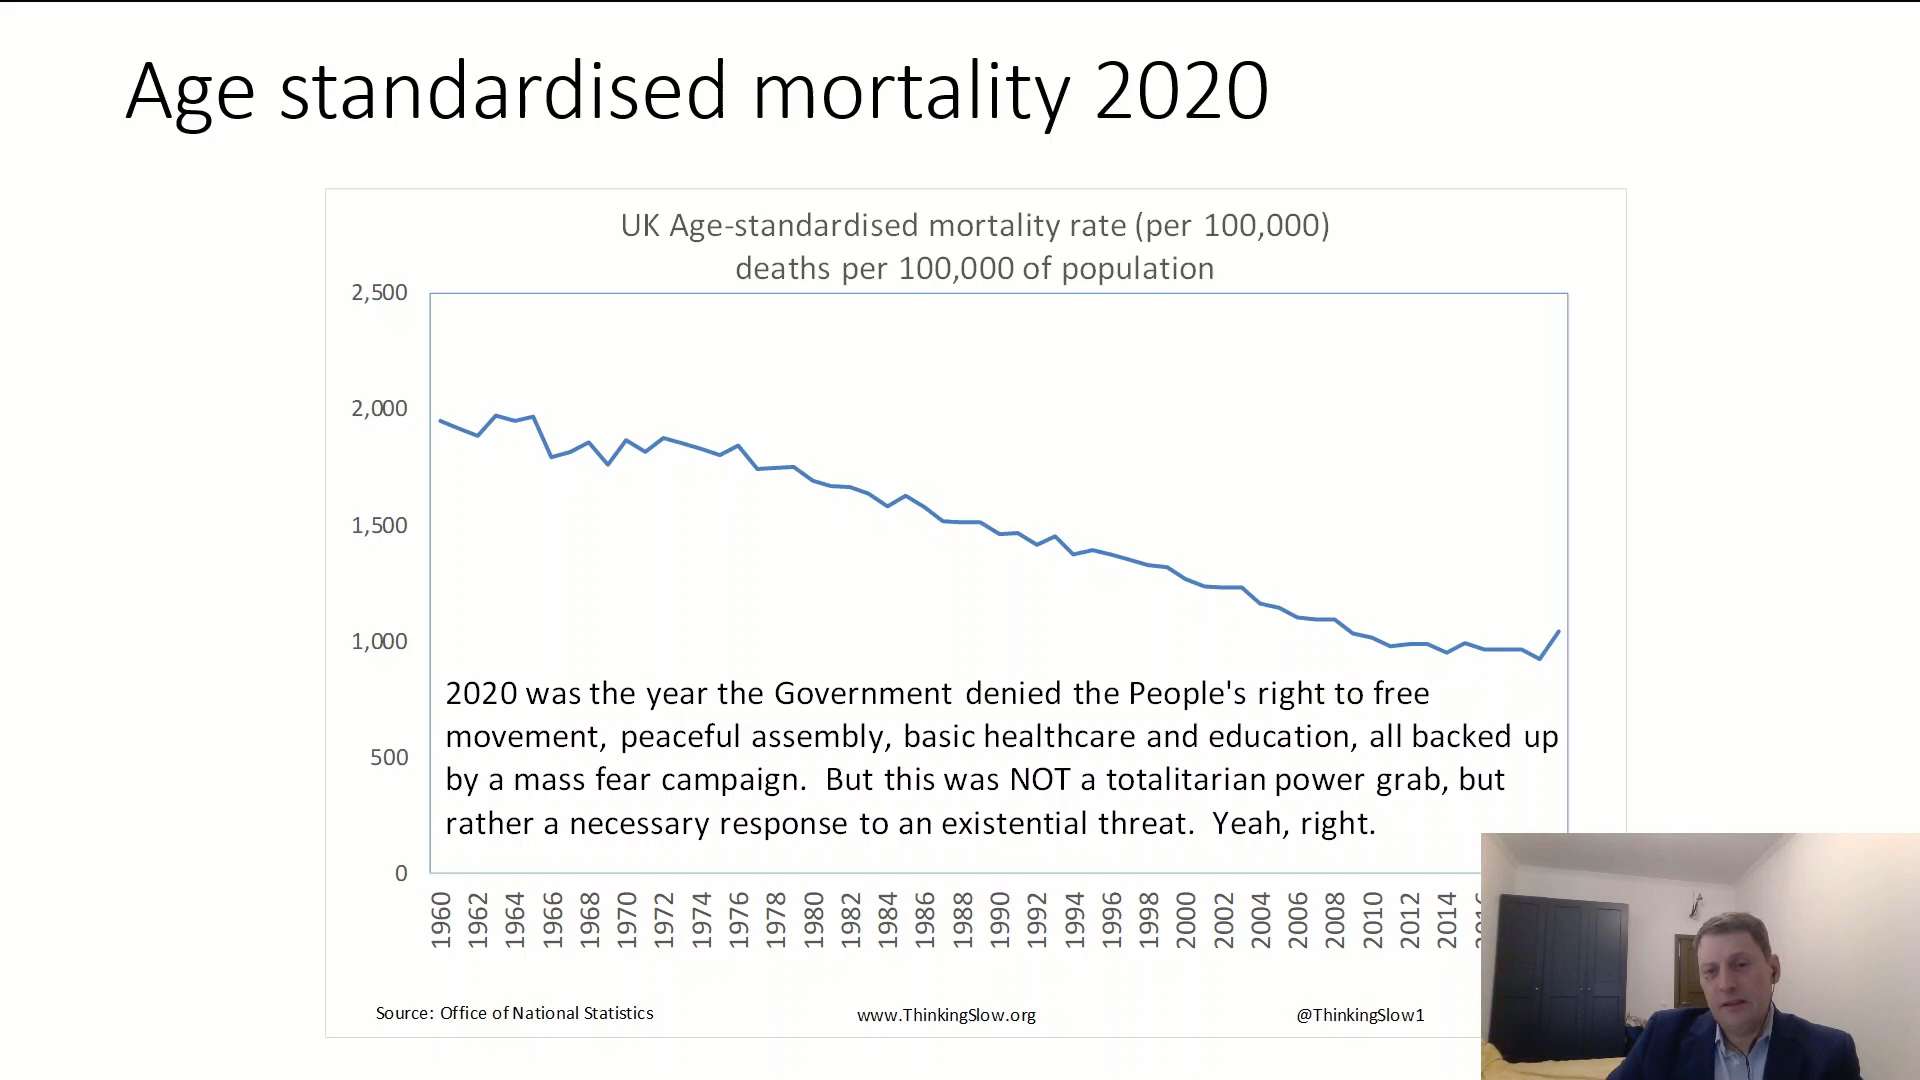 Age standardised mortality 2020
UK Age-standardised mortality rate (per 100,000)
deaths per 100,000 of population
2,500
2,000
1,500
1,000
500
0
2020 was the year the Government denied the People's right to free
movement, peaceful assembly, basic healthcare and education, all backed up
by a mass fear campaign. But this was NOT a totalitarian power grab, but
rather a necessary response to an existential threat. Yeah, right.
1960 1962 1964 1966 1968 1970 1972 1974 1976 1978 1980 1982 1984 1986 1988 1990 1992 1994 1996 1998 2000 2002 2004 2006 2008 2010 2012 2014
Source: Office of National Statistics www.ThinkingSlow.org @ThinkingSlow1